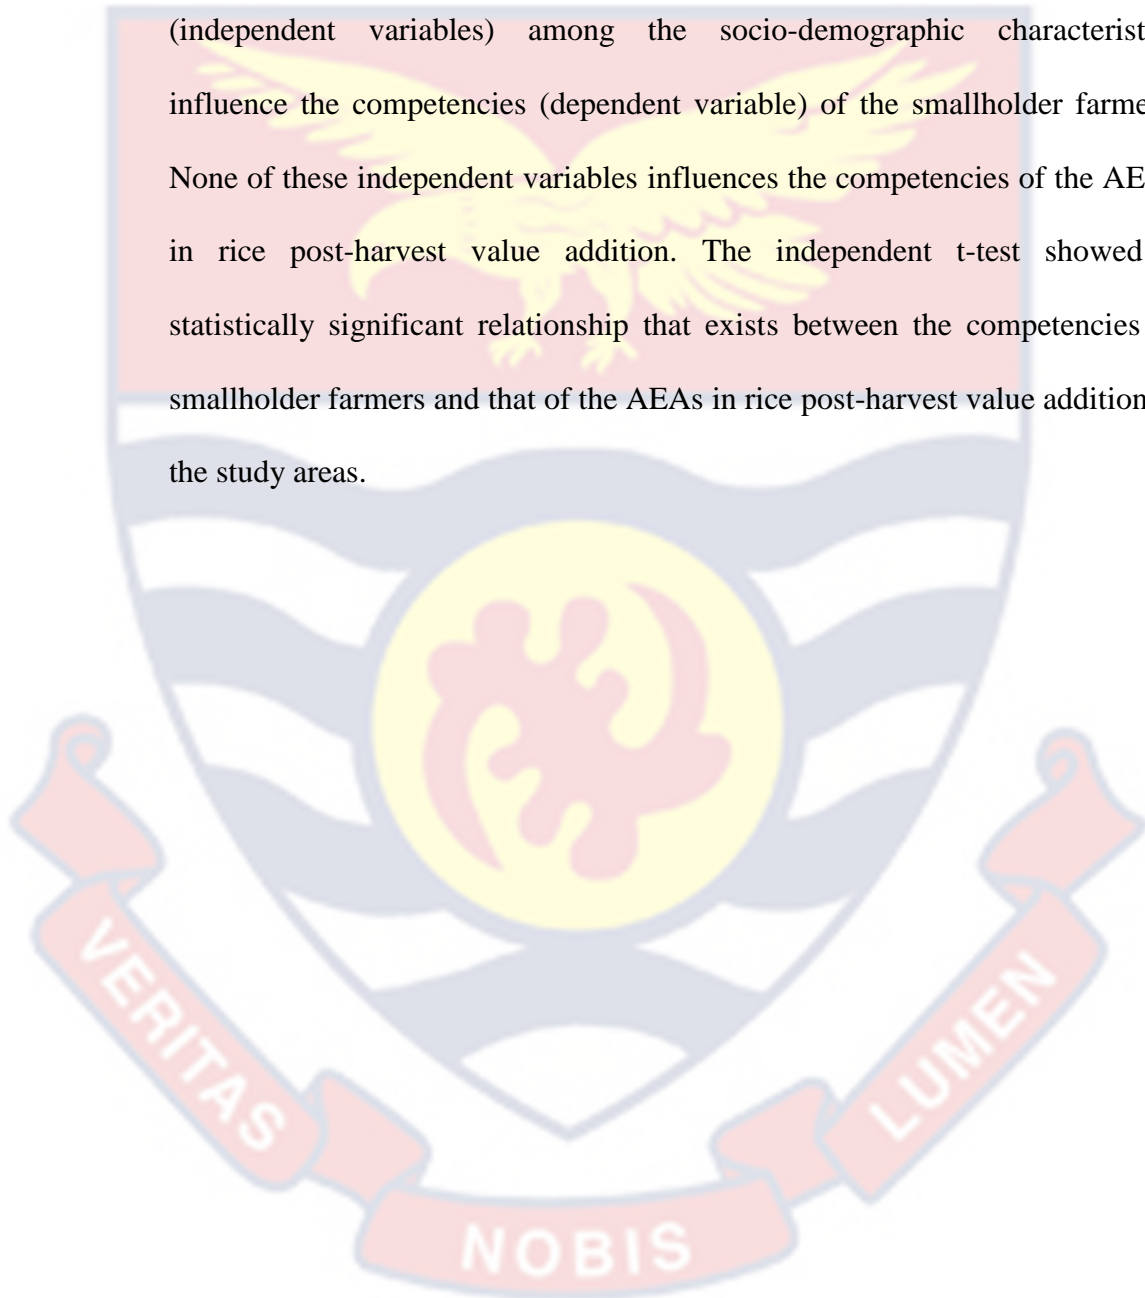 (independent variables) among the socio-demographic characterist
influence the competencies (dependent variable) of the smallholder farme
None of these independent variables influences the competencies of the AE
in rice post-harvest value addition. The independent t-test showed
statistically significant relationship that exists between the competencies
smallholder farmers and that of the AEAs in rice post-harvest value addition
the study areas.
VERITAS
NOBIS
LUMEN